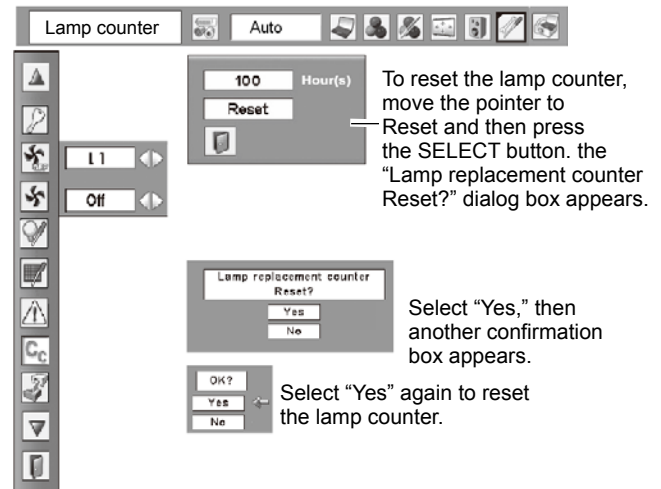 Lamp counter
Auto
100 Hour(s)
Reset
To reset the lamp counter,
move the pointer to
Reset and then press
the SELECT button. the
“Lamp replacement counter
Reset?” dialog box appears.
L1
Off
Lamp replacement counter
Reset?
Yes
No
Select “Yes,” then
another confirmation
box appears.
Cc
OK?
Yes
No
Select “Yes” again to reset
the lamp counter.